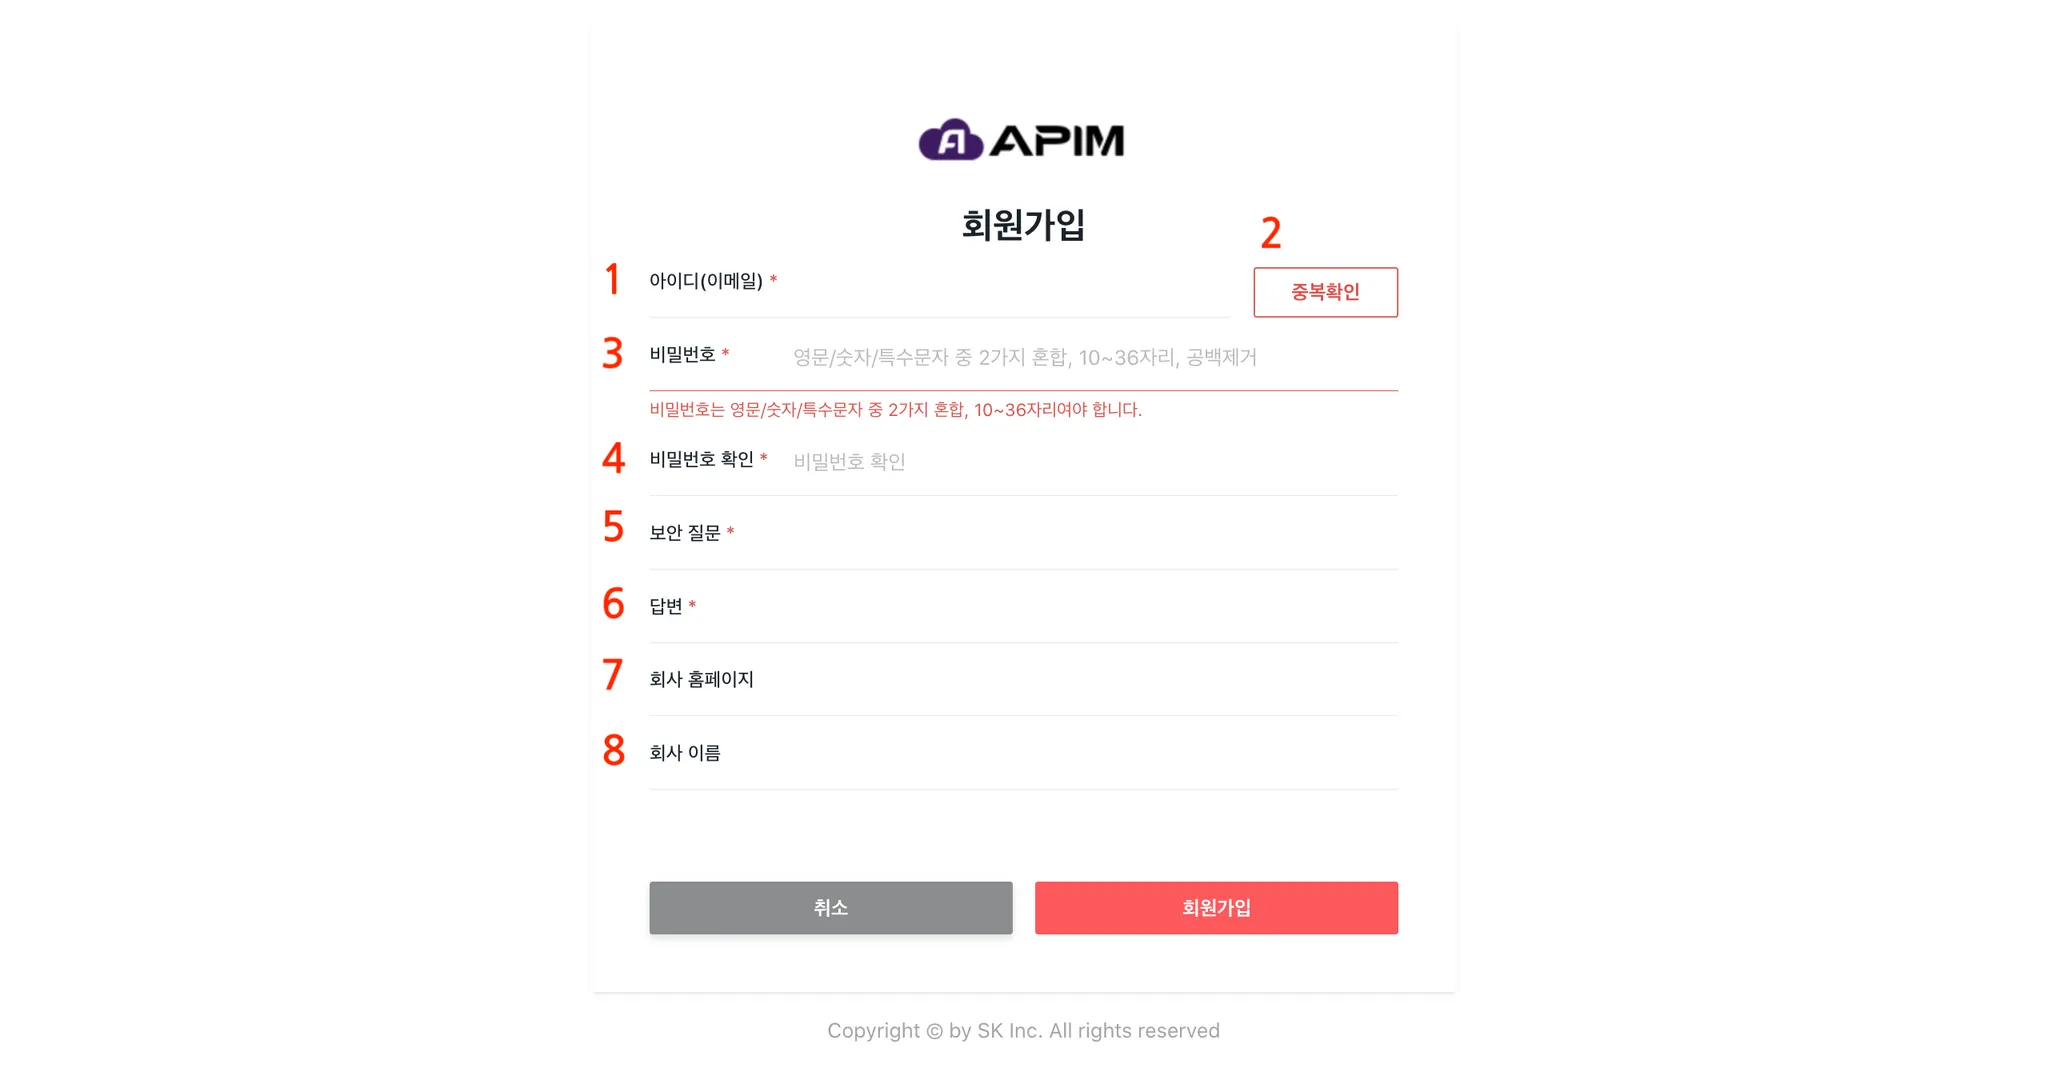 A APIM
회원가입
2
1 아이디(이메일) *
중복확인
3 비밀번호 * 영문/숫자/특수문자 중 2가지 혼합, 10~36자리, 공백제거
비밀번호는 영문/숫자/특수문자 중 2가지 혼합, 10~36자리여야 합니다.
4 비밀번호 확인 * 비밀번호 확인
5 보안 질문 *
6 답변 *
7 회사 홈페이지
8 회사 이름
취소 회원가입
Copyright © by SK Inc. All rights reserved